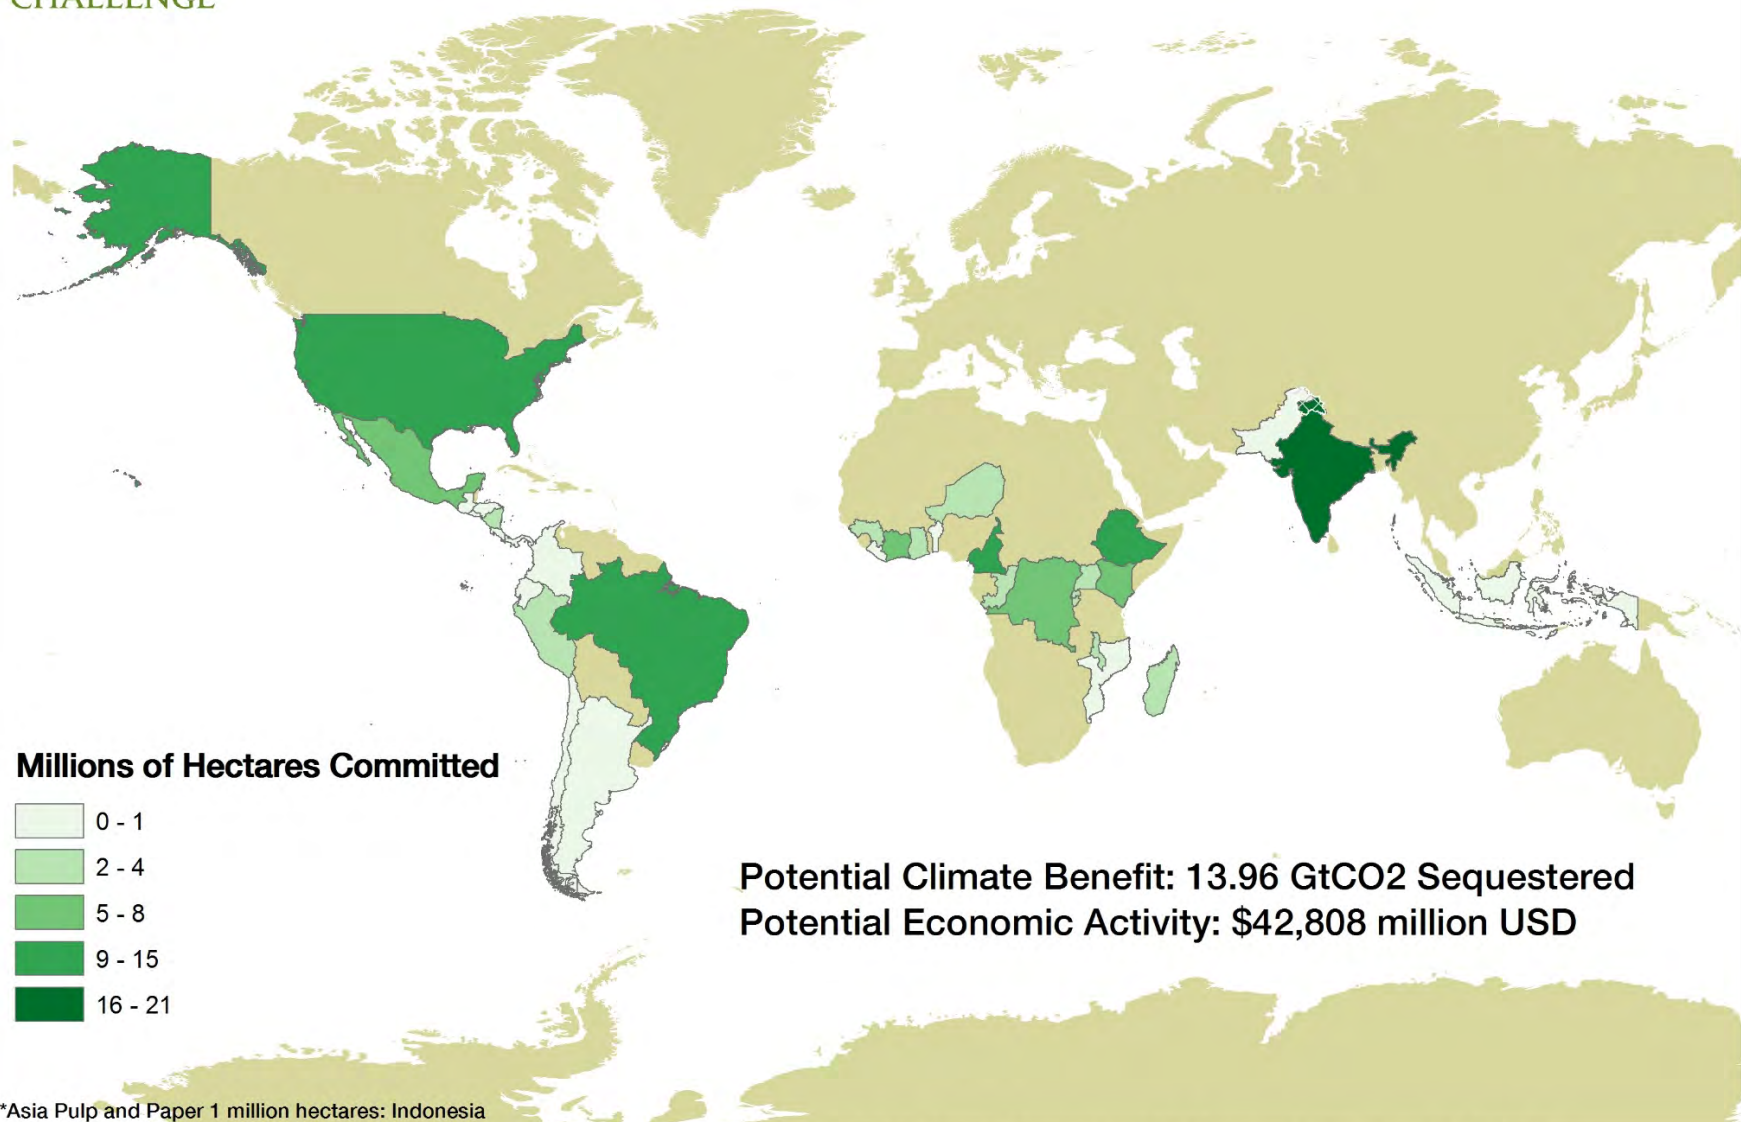 CHALLENGE
Millions of Hectares Committed
0 - 1
2 - 4
5 - 8
9 - 15
16 - 21
Potential Climate Benefit: 13.96 GtCO2 Sequestered
Potential Economic Activity: $42,808 million USD
*Asia Pulp and Paper 1 million hectares: Indonesia